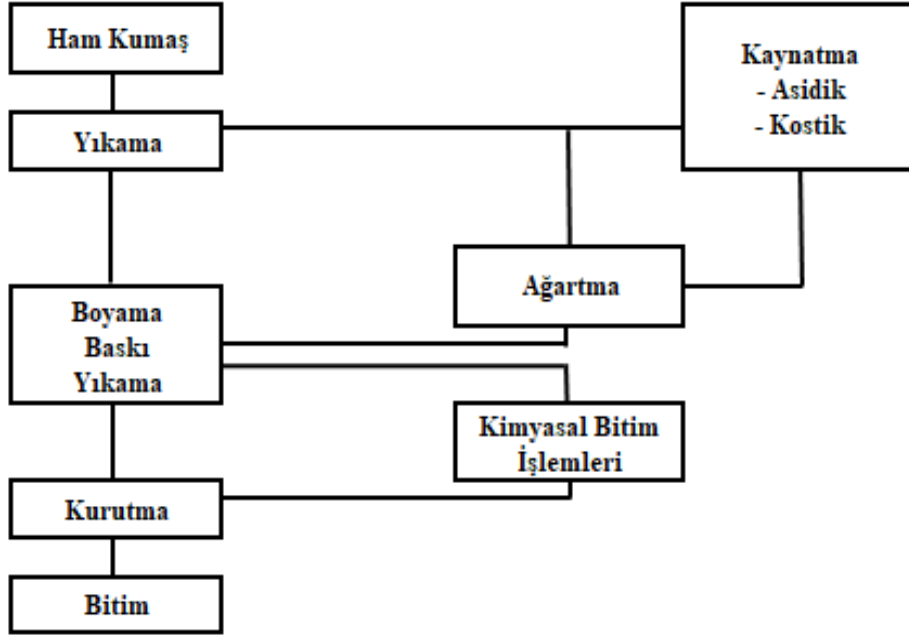 Ham Kumaş
Yıkama
Kaynatma
- Asidik
- Kostik
Ağartma
Boyama
Baskı
Yıkama
Kimyasal Bitim
İşlemleri
Kurutma
Bitim